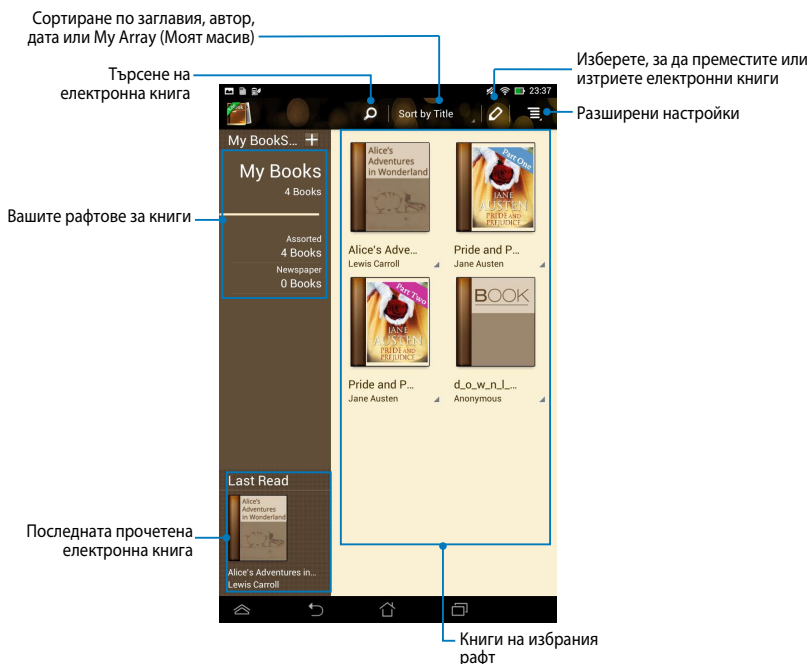 Сортиране по заглавия, автор,
дата или My Array (Моят масив)
Търсене на
електронна книга
Изберете, за да преместите или
изтриете електронни книги
Разширени настройки
23:37
Sort by Title
My BookS...
My Books
4 Books
Вашите рафтове за книги
Assorted
4 Books
Newspaper
0 Books
Alice's
Adventures
in Wonderland
Alice's Adve...
Lewis Carroll
Part One
JANE
AUSTEN
PRIDE AND
PREJUDICE
Pride and P...
Jane Austen
Part Two
JANE
AUSTEN
PRIDE AND
PREJUDICE
Pride and P...
Jane Austen
BOOK
d_o_w_n_l_...
Anonymous
Last Read
Alice's
Adventures
in Wonderland
Alice's Adventures in...
Lewis Carroll
Последната прочетена
електронна книга
Книги на избрания
рафт